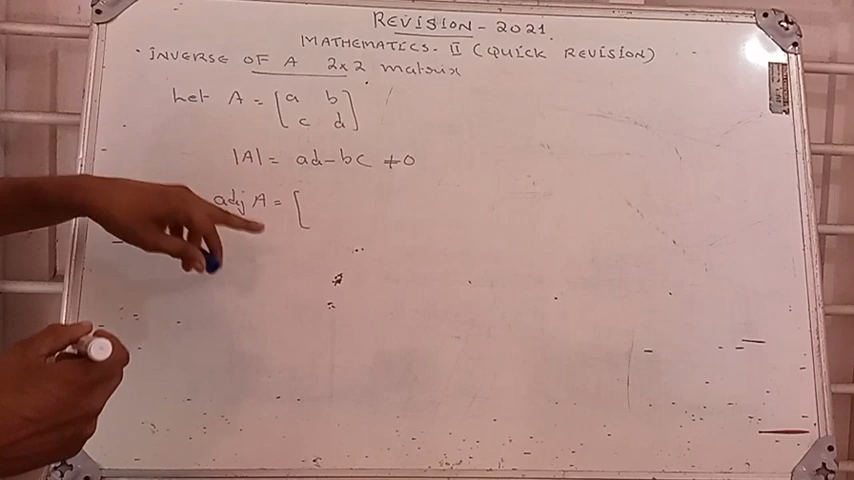 REVISION - 2021.
MATHEMATICS - II (QUICK REVISION)
INVERSE OF A 2x2 matrix
Let A = [a b
c d]
|A| = ad - bc ≠ 0
adj A = [